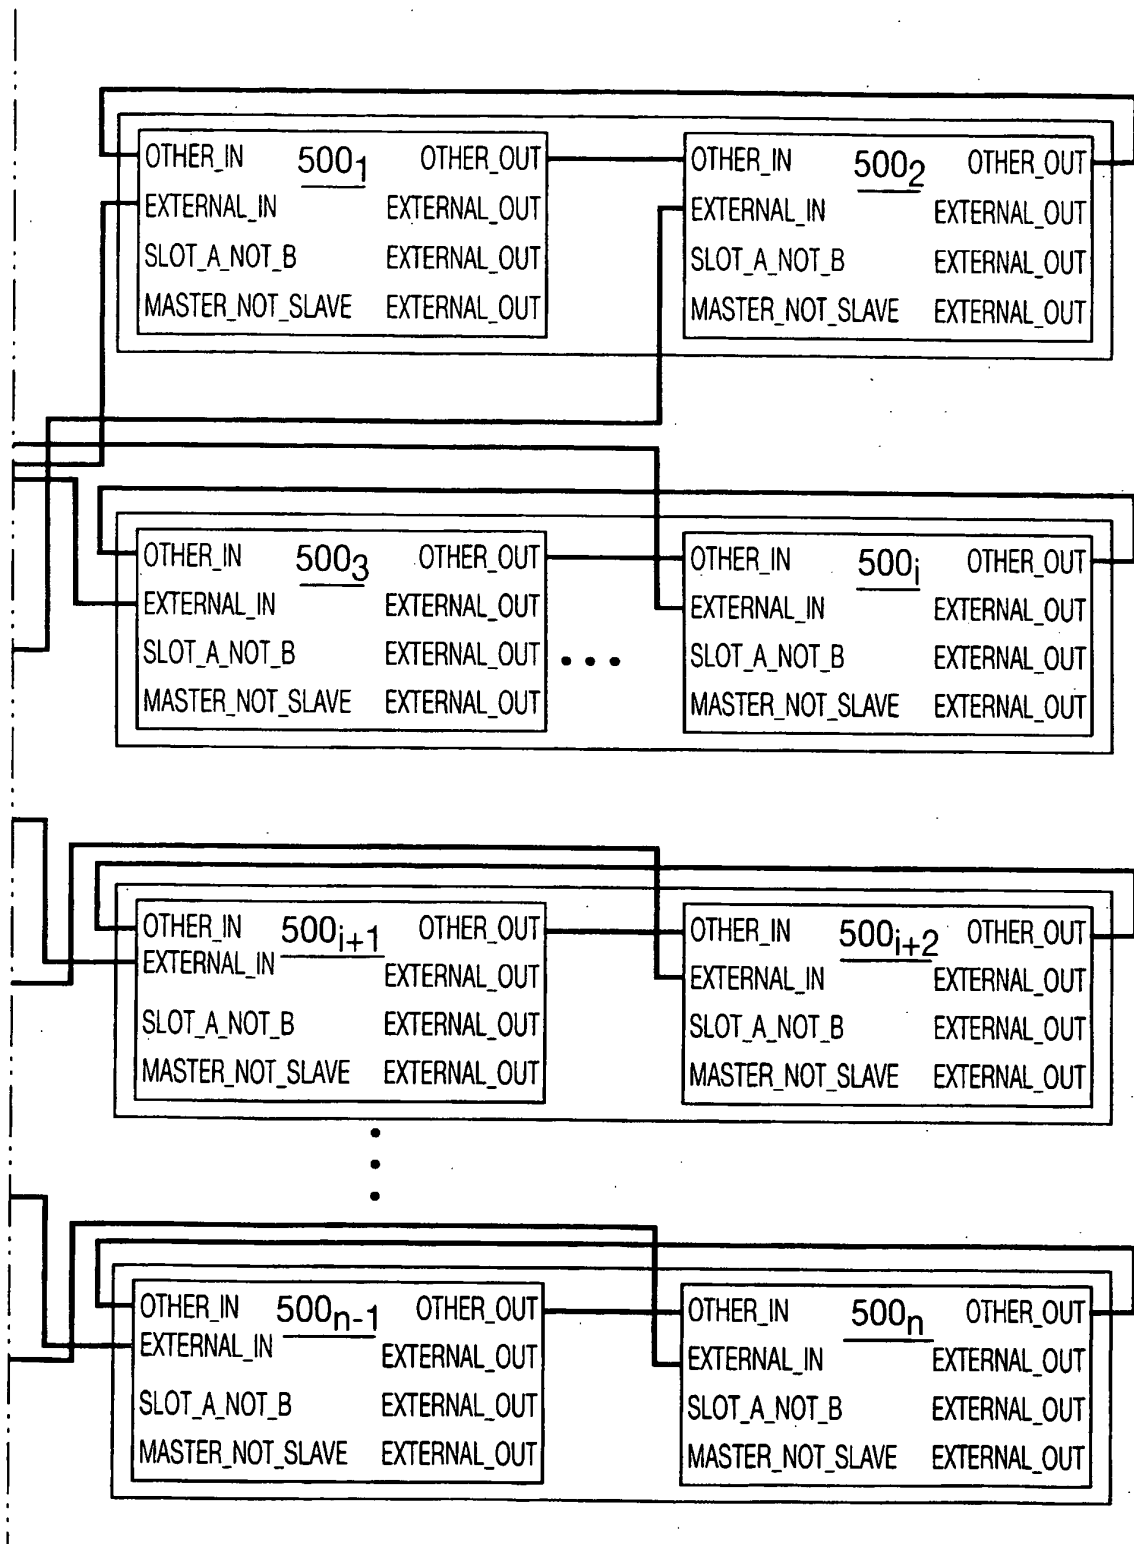 OTHER_IN 500₁ OTHER_OUT
EXTERNAL_IN EXTERNAL_OUT
SLOT_A_NOT_B EXTERNAL_OUT
MASTER_NOT_SLAVE EXTERNAL_OUT
OTHER_IN 500₂ OTHER_OUT
EXTERNAL_IN EXTERNAL_OUT
SLOT_A_NOT_B EXTERNAL_OUT
MASTER_NOT_SLAVE EXTERNAL_OUT
OTHER_IN 500₃ OTHER_OUT
EXTERNAL_IN EXTERNAL_OUT
SLOT_A_NOT_B EXTERNAL_OUT
MASTER_NOT_SLAVE EXTERNAL_OUT
OTHER_IN 500ᵢ OTHER_OUT
EXTERNAL_IN EXTERNAL_OUT
SLOT_A_NOT_B EXTERNAL_OUT
MASTER_NOT_SLAVE EXTERNAL_OUT
OTHER_IN 500ᵢ₊₁ OTHER_OUT
EXTERNAL_IN EXTERNAL_OUT
SLOT_A_NOT_B EXTERNAL_OUT
MASTER_NOT_SLAVE EXTERNAL_OUT
OTHER_IN 500ᵢ₊₂ OTHER_OUT
EXTERNAL_IN EXTERNAL_OUT
SLOT_A_NOT_B EXTERNAL_OUT
MASTER_NOT_SLAVE EXTERNAL_OUT
OTHER_IN 500ₙ₋₁ OTHER_OUT
EXTERNAL_IN EXTERNAL_OUT
SLOT_A_NOT_B EXTERNAL_OUT
MASTER_NOT_SLAVE EXTERNAL_OUT
OTHER_IN 500ₙ OTHER_OUT
EXTERNAL_IN EXTERNAL_OUT
SLOT_A_NOT_B EXTERNAL_OUT
MASTER_NOT_SLAVE EXTERNAL_OUT